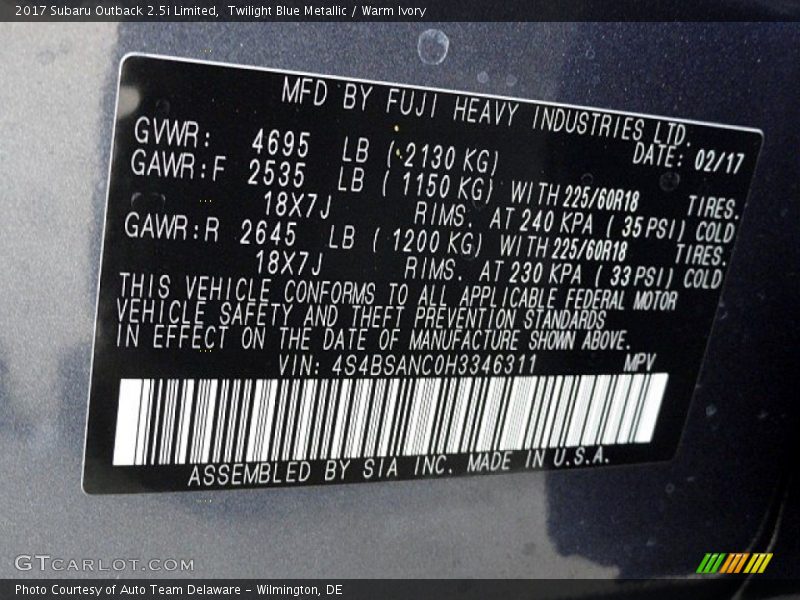 2017 Subaru Outback 2.5i Limited, Twilight Blue Metallic / Warm Ivory
MFD BY FUJI HEAVY INDUSTRIES LTD.
GVWR: 4695 LB ( 2130 KG) DATE: 02/17
GAWR:F 2535 LB ( 1150 KG) WITH 225/60R18 TIRES.
18X7J RIMS. AT 240 KPA ( 35 PSI) COLD
GAWR:R 2645 LB ( 1200 KG) WITH 225/60R18 TIRES.
18X7J RIMS. AT 230 KPA ( 33 PSI) COLD
THIS VEHICLE CONFORMS TO ALL APPLICABLE FEDERAL MOTOR
VEHICLE SAFETY AND THEFT PREVENTION STANDARDS
IN EFFECT ON THE DATE OF MANUFACTURE SHOWN ABOVE.
VIN: 4S4BSANC0H3346311 MPV
ASSEMBLED BY SIA INC. MADE IN U.S.A.
GTCARLOT.COM
Photo Courtesy of Auto Team Delaware - Wilmington, DE